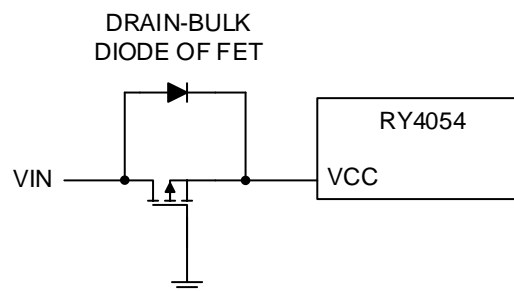 DRAIN-BULK
DIODE OF FET
RY4054
VIN
VCC